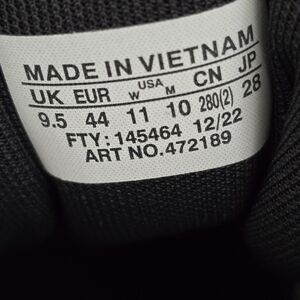 MADE IN VIETNAM
UK EUR W USA M CN JP
9.5 44 11 10 280(2) 28
FTY: 145464 12/22
ART NO.472189